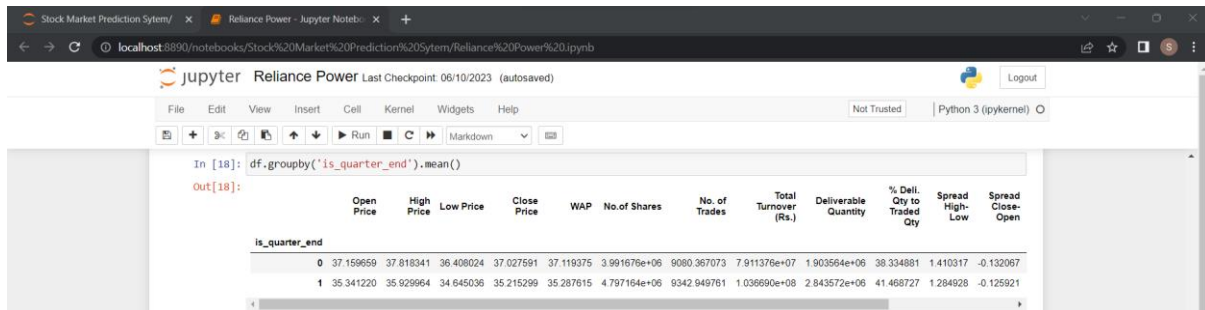 Stock Market Prediction Sytem/ Reliance Power - Jupyter Notebo
localhost:8890/notebooks/Stock%20Market%20Prediction%20Sytem/Reliance%20Power%20.ipynb S
jupyter Reliance Power Last Checkpoint: 06/10/2023 (autosaved) Logout
File Edit View Insert Cell Kernel Widgets Help Not Trusted Python 3 (ipykernel)
Run Markdown
In [18]: df.groupby('is_quarter_end').mean()
Out[18]:
Open Price High Price Low Price Close Price WAP No.of Shares No. of Trades Total Turnover (Rs.) Deliverable Quantity % Deli. Qty to Traded Qty Spread High-Low Spread Close-Open
is_quarter_end
0 37.159659 37.818341 36.408024 37.027591 37.119375 3.991676e+06 9080.367073 7.911376e+07 1.903564e+06 38.334881 1.410317 -0.132067
1 35.341220 35.929964 34.645036 35.215299 35.287615 4.797164e+06 9342.949761 1.036690e+08 2.843572e+06 41.468727 1.284928 -0.125921